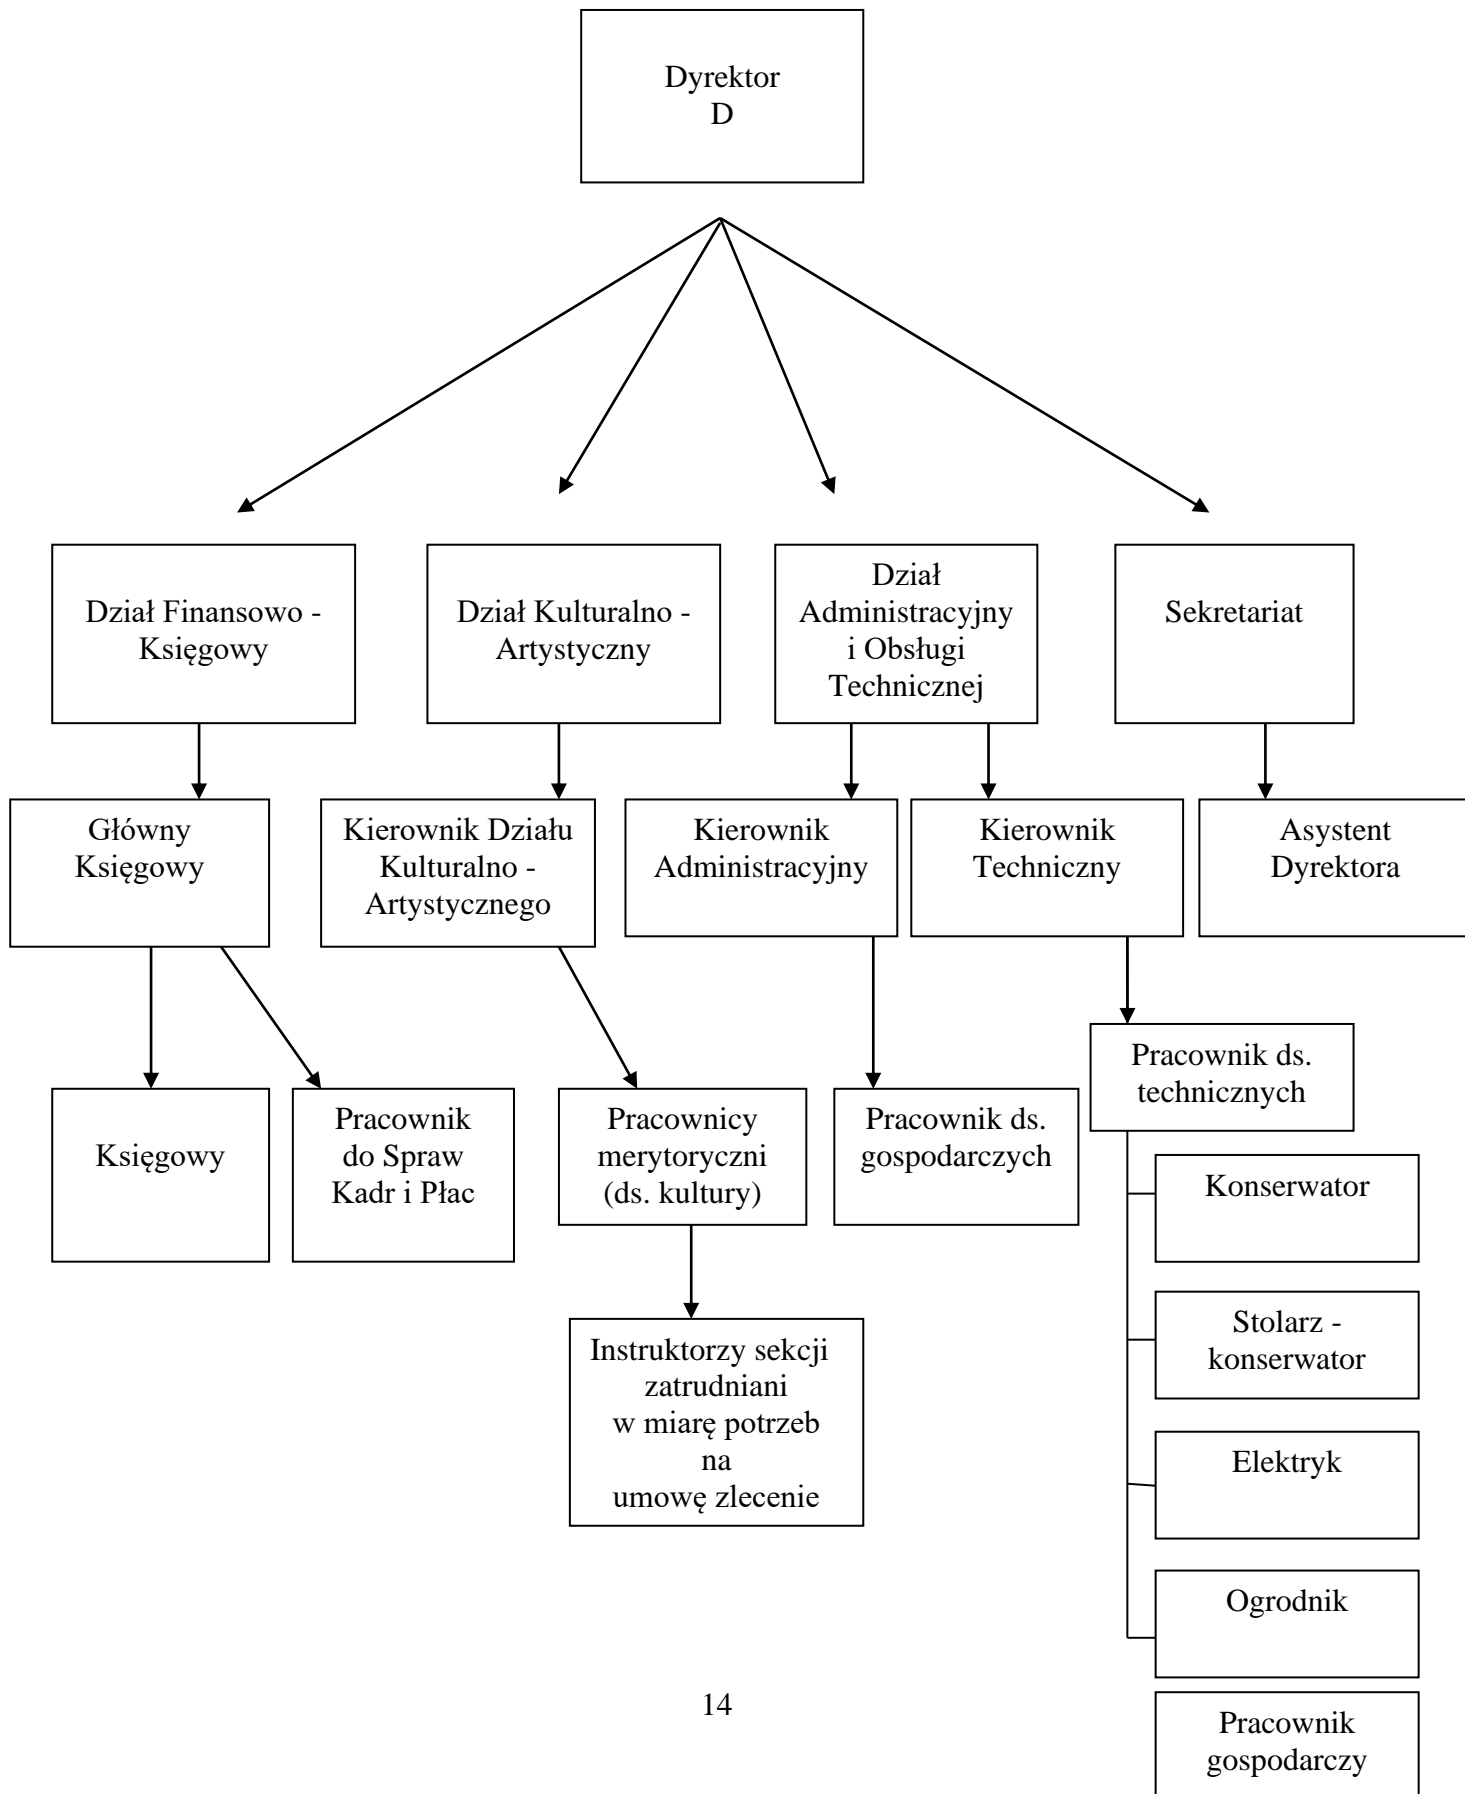 Dyrektor
D
Dział Finansowo -
Księgowy
Dział Kulturalno -
Artystyczny
Dział
Administracyjny
i Obsługi
Technicznej
Sekretariat
Główny
Księgowy
Kierownik Działu
Kulturalno -
Artystycznego
Kierownik
Administracyjny
Kierownik
Techniczny
Asystent
Dyrektora
Księgowy
Pracownik
do Spraw
Kadr i Płac
Pracownicy
merytoryczni
(ds. kultury)
Pracownik ds.
gospodarczych
Pracownik ds.
technicznych
Instruktorzy sekcji
zatrudniani
w miarę potrzeb
na
umowę zlecenie
Konserwator
Stolarz -
konserwator
Elektryk
Ogrodnik
Pracownik
gospodarczy
14